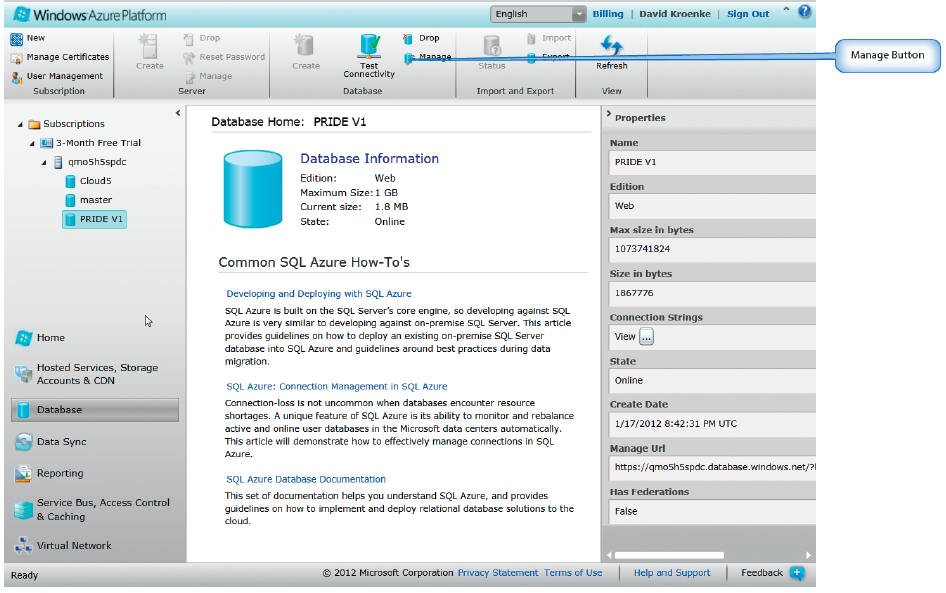 Windows Azure Platform
English
Billing | David Kroenke | Sign Out
New
Manage Certificates
User Management
Subscription
Create
Drop
Reset Password
Manage
Server
Create
Test Connectivity
Drop
Manage
Database
Status
Import
Export
Import and Export
Refresh
View
Manage Button
Subscriptions
3-Month Free Trial
qmo5h5spdc
Cloud5
master
PRIDE V1
Home
Hosted Services, Storage
Accounts & CDN
Database
Data Sync
Reporting
Service Bus, Access Control
& Caching
Virtual Network
Database Home: PRIDE V1
Database Information
Edition: Web
Maximum Size: 1 GB
Current size: 1.8 MB
State: Online
Common SQL Azure How-To's
Developing and Deploying with SQL Azure
SQL Azure is built on the SQL Server's core engine, so developing against SQL
Azure is very similar to developing against on-premise SQL Server. This article
provides guidelines on how to deploy an existing on-premise SQL Server
database into SQL Azure and guidelines around best practices during data
migration.
SQL Azure: Connection Management in SQL Azure
Connection-loss is not uncommon when databases encounter resource
shortages. A unique feature of SQL Azure is its ability to monitor and rebalance
active and online user databases in the Microsoft data centers automatically.
This article will demonstrate how to effectively manage connections in SQL
Azure.
SQL Azure Database Documentation
This set of documentation helps you understand SQL Azure, and provides
guidelines on how to implement and deploy relational database solutions to the
cloud.
Properties
Name
PRIDE V1
Edition
Web
Max size in bytes
1073741824
Size in bytes
1867776
Connection Strings
View ...
State
Online
Create Date
1/17/2012 8:42:31 PM UTC
Manage Url
https://qmo5h5spdc.database.windows.net/?
Has Federations
False
Ready
© 2012 Microsoft Corporation Privacy Statement Terms of Use | Help and Support | Feedback